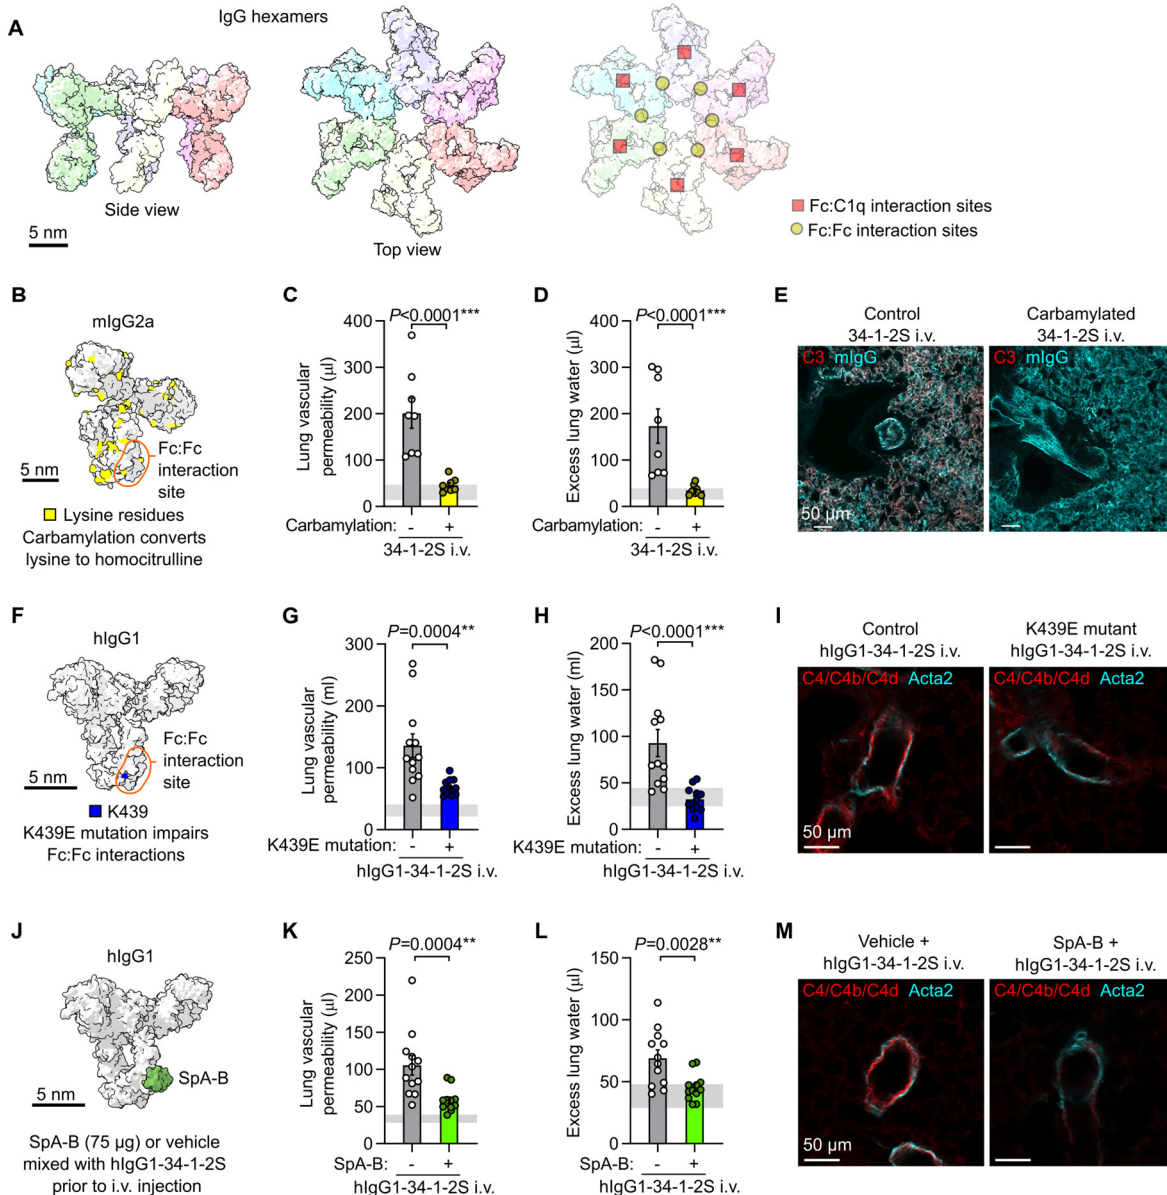 A
IgG hexamers
Side view
5 nm
Top view
Fc:C1q interaction sites
Fc:Fc interaction sites
B
mIgG2a
5 nm
Fc:Fc
interaction
site
Lysine residues
Carbamylation converts
lysine to homocitrulline
C
P<0.0001***
Lung vascular
permeability (µl)
400
300
200
100
0
Carbamylation: - +
34-1-2S i.v.
D
P<0.0001***
Excess lung water (µl)
400
300
200
100
0
Carbamylation: - +
34-1-2S i.v.
E
Control
34-1-2S i.v.
C3 mIgG
50 µm
Carbamylated
34-1-2S i.v.
F
hIgG1
Fc:Fc
interaction
site
5 nm
K439
K439E mutation impairs
Fc:Fc interactions
G
P=0.0004**
Lung vascular
permeability (ml)
300
200
100
0
K439E mutation: - +
hIgG1-34-1-2S i.v.
H
P<0.0001***
Excess lung water (ml)
200
150
100
50
0
K439E mutation: - +
hIgG1-34-1-2S i.v.
I
Control
hIgG1-34-1-2S i.v.
C4/C4b/C4d Acta2
50 µm
K439E mutant
hIgG1-34-1-2S i.v.
C4/C4b/C4d Acta2
J
hIgG1
SpA-B
5 nm
SpA-B (75 µg) or vehicle
mixed with hIgG1-34-1-2S
prior to i.v. injection
K
P=0.0004**
Lung vascular
permeability (µl)
250
200
150
100
50
0
SpA-B: - +
hIgG1-34-1-2S i.v.
L
P=0.0028**
Excess lung water (µl)
150
100
50
0
SpA-B: - +
hIgG1-34-1-2S i.v.
M
Vehicle +
hIgG1-34-1-2S i.v.
C4/C4b/C4d Acta2
50 µm
SpA-B +
hIgG1-34-1-2S i.v.
C4/C4b/C4d Acta2